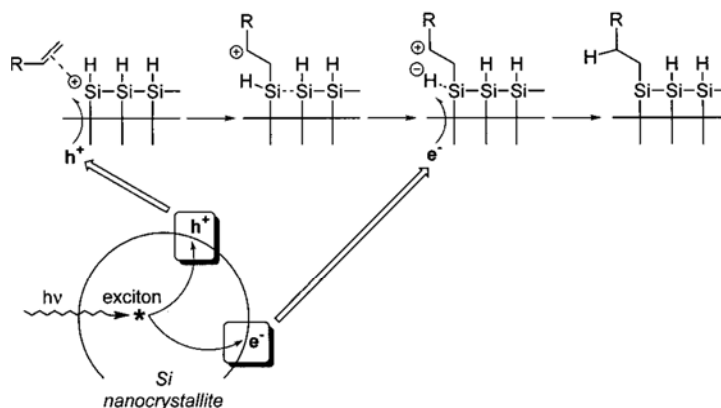 R R R
H H H H H H H H H H H H H
R ⊕ Si–Si–Si– Si–Si–Si– ⊖ Si–Si–Si– Si–Si–Si–
h⁺ e⁻
h⁺
hν exciton
*
e⁻
Si
nanocrystallite